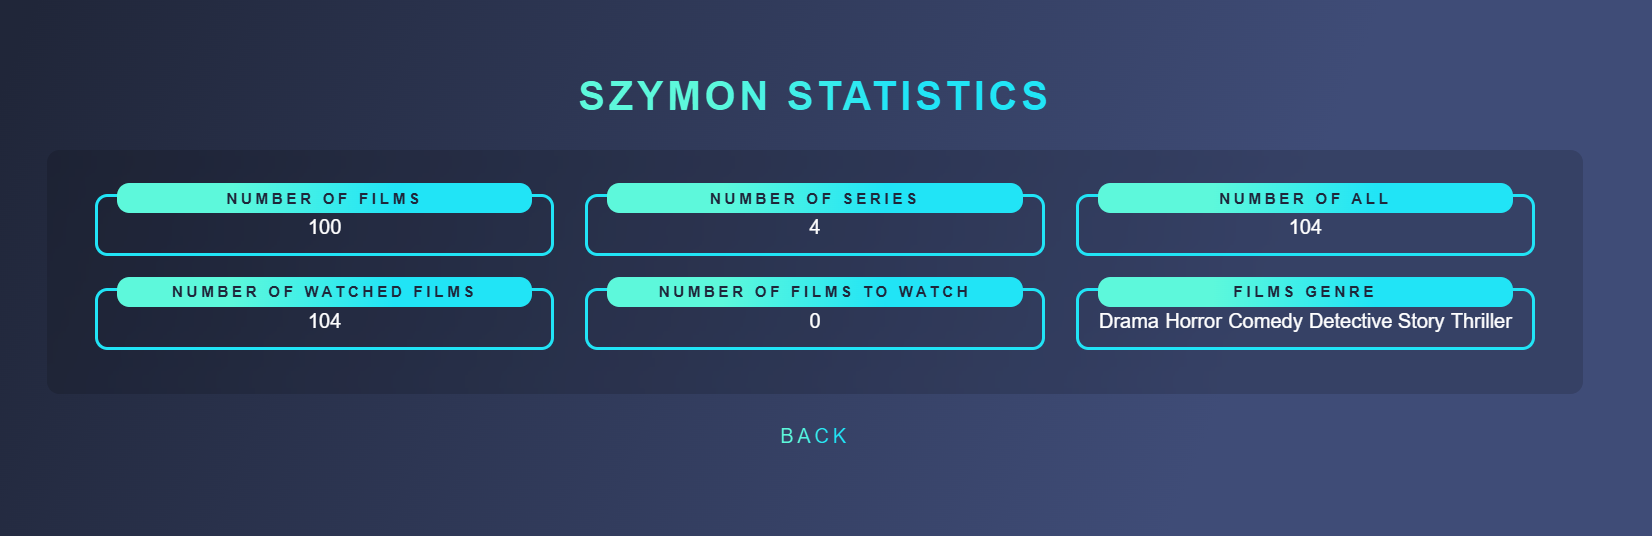 SZYMON STATISTICS
NUMBER OF FILMS
100
NUMBER OF SERIES
4
NUMBER OF ALL
104
NUMBER OF WATCHED FILMS
104
NUMBER OF FILMS TO WATCH
0
FILMS GENRE
Drama Horror Comedy Detective Story Thriller
BACK